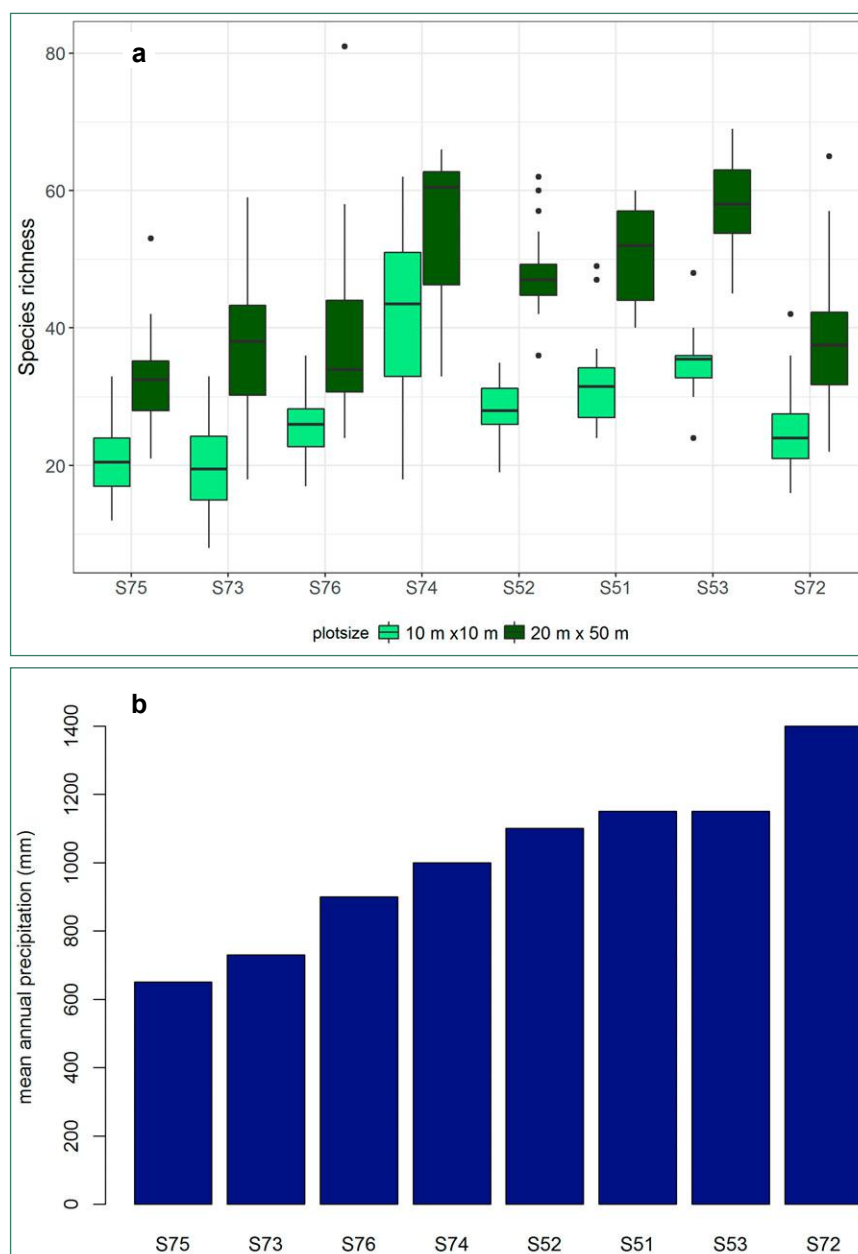 a
80
60
40
20
Species richness
S75 S73 S76 S74 S52 S51 S53 S72
plotsize 10 m x10 m 20 m x 50 m
b
1400
1200
1000
800
600
400
200
0
mean annual precipitation (mm)
S75 S73 S76 S74 S52 S51 S53 S72